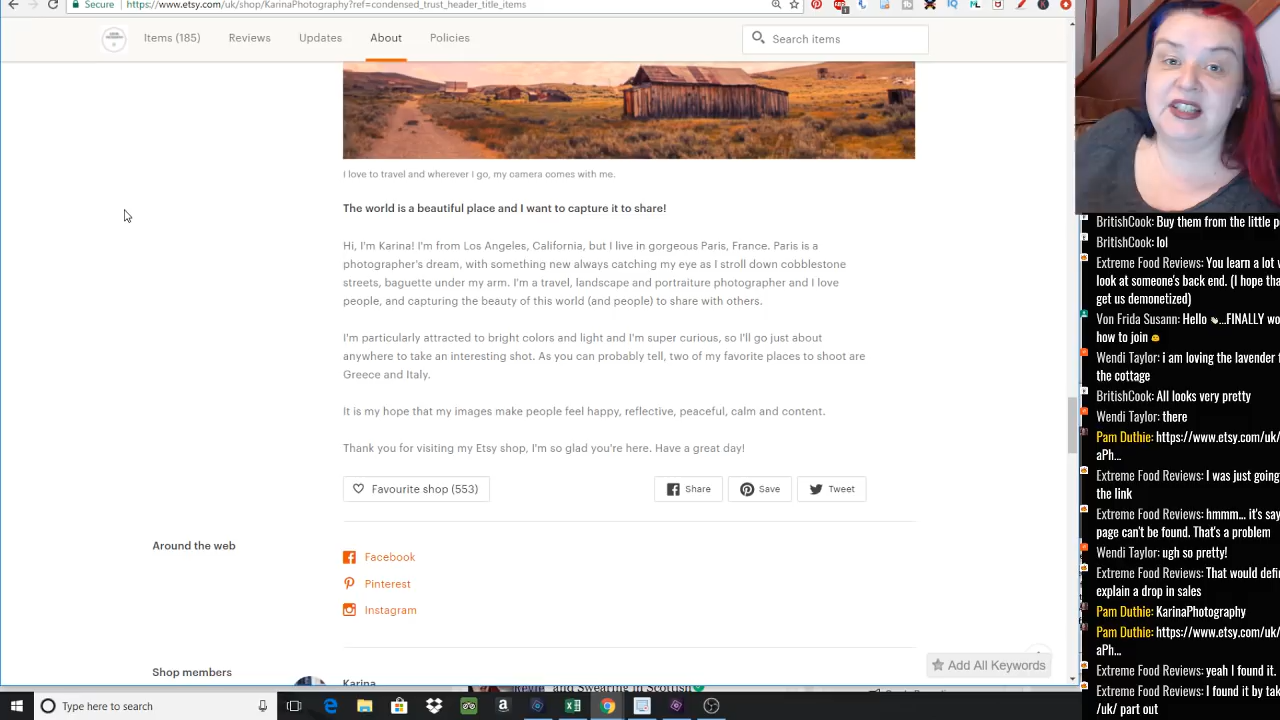 Secure https://www.etsy.com/uk/shop/KarinaPhotography?ref=condensed_trust_header_title_items
Items (185) Reviews Updates About Policies Search items
I love to travel and wherever I go, my camera comes with me.
The world is a beautiful place and I want to capture it to share!
Hi, I'm Karina! I'm from Los Angeles, California, but I live in gorgeous Paris, France. Paris is a
photographer's dream, with something new always catching my eye as I stroll down cobblestone
streets, baguette under my arm. I'm a travel, landscape and portraiture photographer and I love
people, and capturing the beauty of this world (and people) to share with others.
I'm particularly attracted to bright colors and light and I'm super curious, so I'll go just about
anywhere to take an interesting shot. As you can probably tell, two of my favorite places to shoot are
Greece and Italy.
It is my hope that my images make people feel happy, reflective, peaceful, calm and content.
Thank you for visiting my Etsy shop, I'm so glad you're here. Have a great day!
Favourite shop (553) Share Save Tweet
Around the web
Facebook
Pinterest
Instagram
Shop members
Karina
Add All Keywords
and Swearing in Scottish
Type here to search
BritishCook: Buy them from the little p
BritishCook: lol
Extreme Food Reviews: You learn a lot
look at someone's back end. (I hope tha
get us demonetized)
Von Frida Susann: Hello ...FINALLY wo
how to join
Wendi Taylor: i am loving the lavender
the cottage
BritishCook: All looks very pretty
Wendi Taylor: there
Pam Duthie: https://www.etsy.com/uk/
aPh...
Extreme Food Reviews: I was just going
the link
Extreme Food Reviews: hmmm... it's say
page can't be found. That's a problem
Wendi Taylor: ugh so pretty!
Extreme Food Reviews: That would defi
explain a drop in sales
Pam Duthie: KarinaPhotography
Pam Duthie: https://www.etsy.com/uk/
aPh...
Extreme Food Reviews: yeah I found it.
Extreme Food Reviews: I found it by tak
/uk/ part out